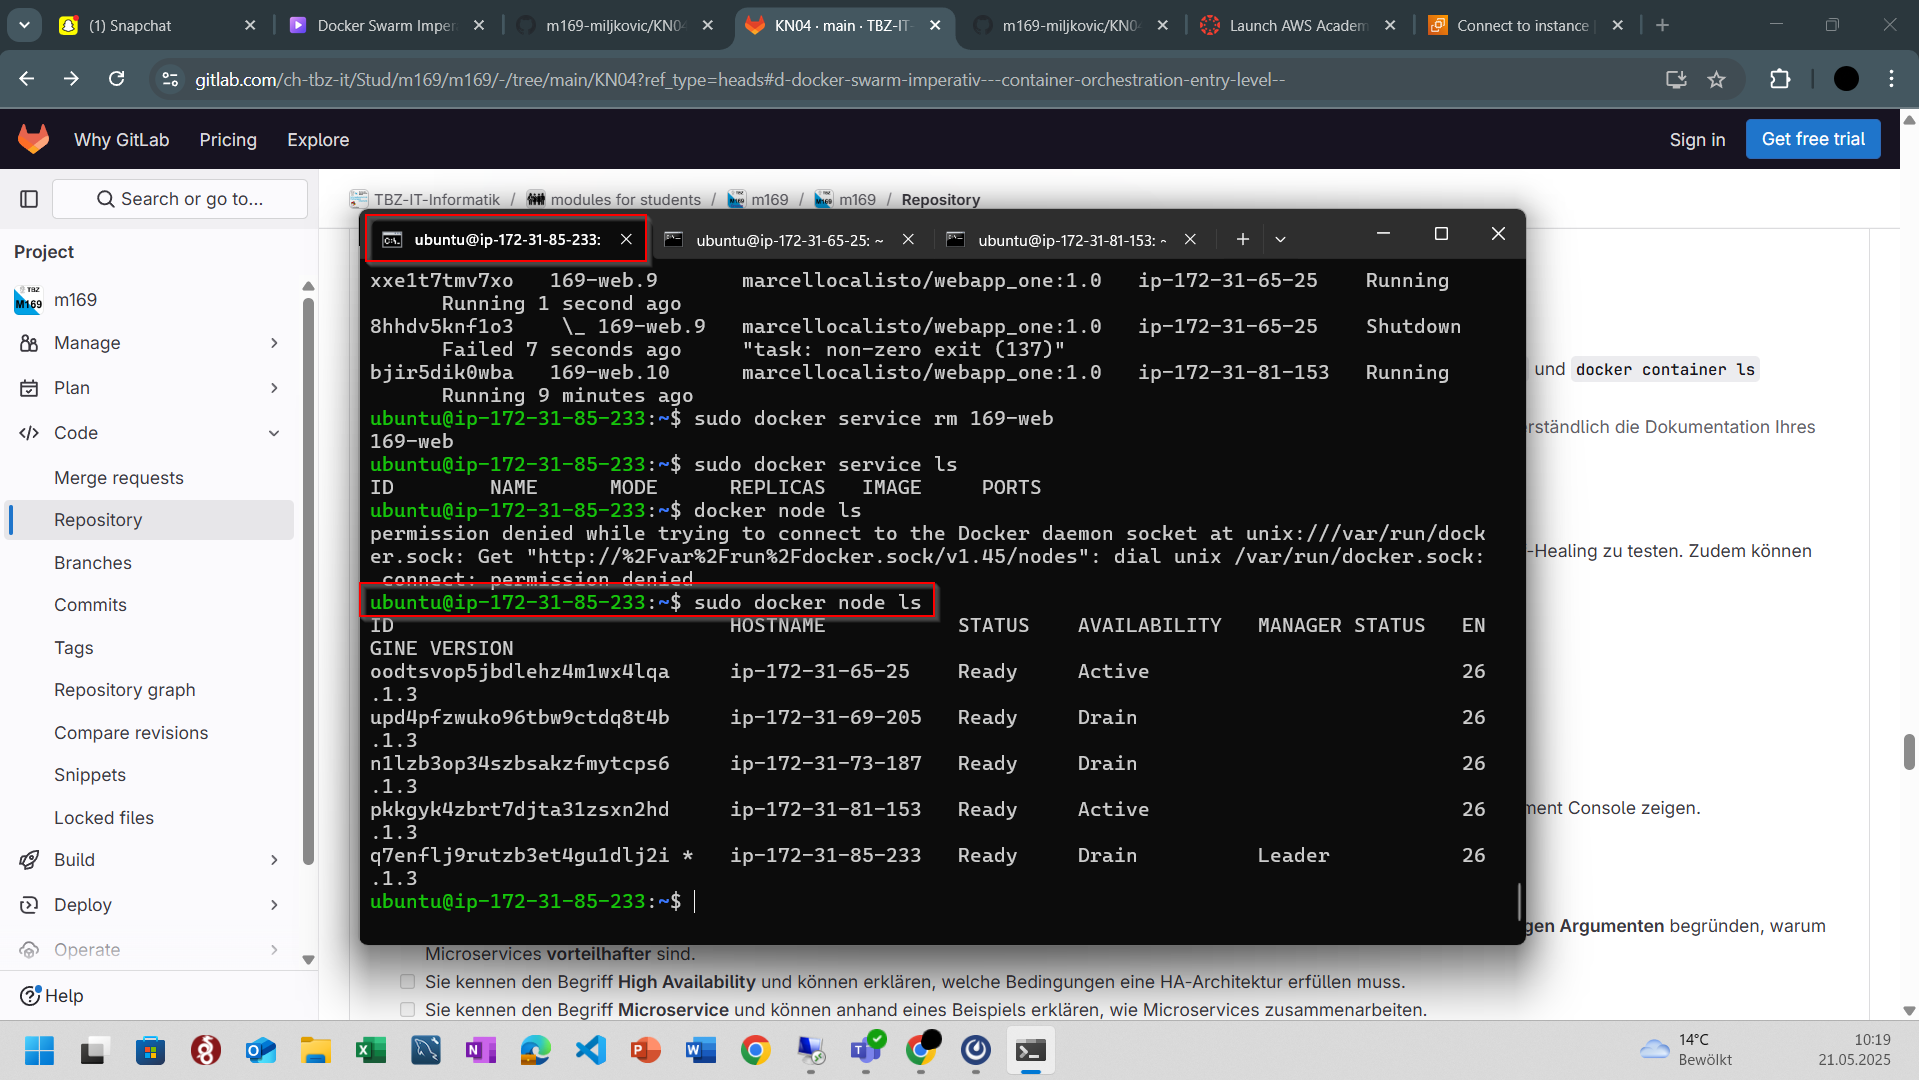 (1) Snapchat
Docker Swarm Impera
m169-miljkovic/KN04
KN04 · main · TBZ-IT-
m169-miljkovic/KN04
Launch AWS Academ
Connect to instance
gitlab.com/ch-tbz-it/Stud/m169/m169/-/tree/main/KN04?ref_type=heads#d-docker-swarm-imperativ---container-orchestration-entry-level--
Why GitLab
Pricing
Explore
Sign in
Get free trial
Search or go to...
TBZ-IT-Informatik / modules for students / m169 / m169 / Repository
Project
m169
Manage
Plan
Code
Merge requests
Repository
Branches
Commits
Tags
Repository graph
Compare revisions
Snippets
Locked files
Build
Deploy
Operate
Help
ubuntu@ip-172-31-85-233:
ubuntu@ip-172-31-65-25: ~
ubuntu@ip-172-31-81-153: ~
xxe1t7tmv7xo 169-web.9 marcellocalisto/webapp_one:1.0 ip-172-31-65-25 Running
Running 1 second ago
8hhdv5knf1o3 \_ 169-web.9 marcellocalisto/webapp_one:1.0 ip-172-31-65-25 Shutdown
Failed 7 seconds ago "task: non-zero exit (137)"
bjir5dik0wba 169-web.10 marcellocalisto/webapp_one:1.0 ip-172-31-81-153 Running
Running 9 minutes ago
ubuntu@ip-172-31-85-233:~$ sudo docker service rm 169-web
169-web
ubuntu@ip-172-31-85-233:~$ sudo docker service ls
ID NAME MODE REPLICAS IMAGE PORTS
ubuntu@ip-172-31-85-233:~$ docker node ls
permission denied while trying to connect to the Docker daemon socket at unix:///var/run/dock
er.sock: Get "http://%2Fvar%2Frun%2Fdocker.sock/v1.45/nodes": dial unix /var/run/docker.sock:
connect: permission denied
ubuntu@ip-172-31-85-233:~$ sudo docker node ls
ID HOSTNAME STATUS AVAILABILITY MANAGER STATUS EN
GINE VERSION
oodtsvop5jbdlehz4m1wx4lqa ip-172-31-65-25 Ready Active 26
.1.3
upd4pfzwuko96tbw9ctdq8t4b ip-172-31-69-205 Ready Drain 26
.1.3
n1lzb3op34szbsakzfmytcps6 ip-172-31-73-187 Ready Drain 26
.1.3
pkkgyk4zbrt7djta31zsxn2hd ip-172-31-81-153 Ready Active 26
.1.3
q7enflj9rutzb3et4gu1dlj2i * ip-172-31-85-233 Ready Drain Leader 26
.1.3
ubuntu@ip-172-31-85-233:~$
und docker container ls
erständlich die Dokumentation Ihres
-Healing zu testen. Zudem können
ment Console zeigen.
gen Argumenten begründen, warum
Microservices vorteilhafter sind.
Sie kennen den Begriff High Availability und können erklären, welche Bedingungen eine HA-Architektur erfüllen muss.
Sie kennen den Begriff Microservice und können anhand eines Beispiels erklären, wie Microservices zusammenarbeiten.
14°C
Bewölkt
10:19
21.05.2025